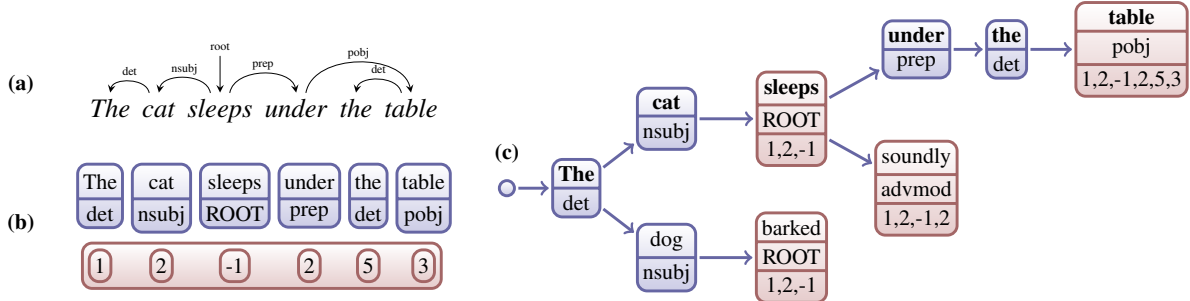 (a)
root
det
nsubj
prep
pobj
det
The cat sleeps under the table
(b)
The cat sleeps under the table
det nsubj ROOT prep det pobj
1 2 -1 2 5 3
(c)
The
det
cat
nsubj
sleeps
ROOT
1,2,-1
under
prep
the
det
table
pobj
1,2,-1,2,5,3
soundly
advmod
1,2,-1,2
dog
nsubj
barked
ROOT
1,2,-1